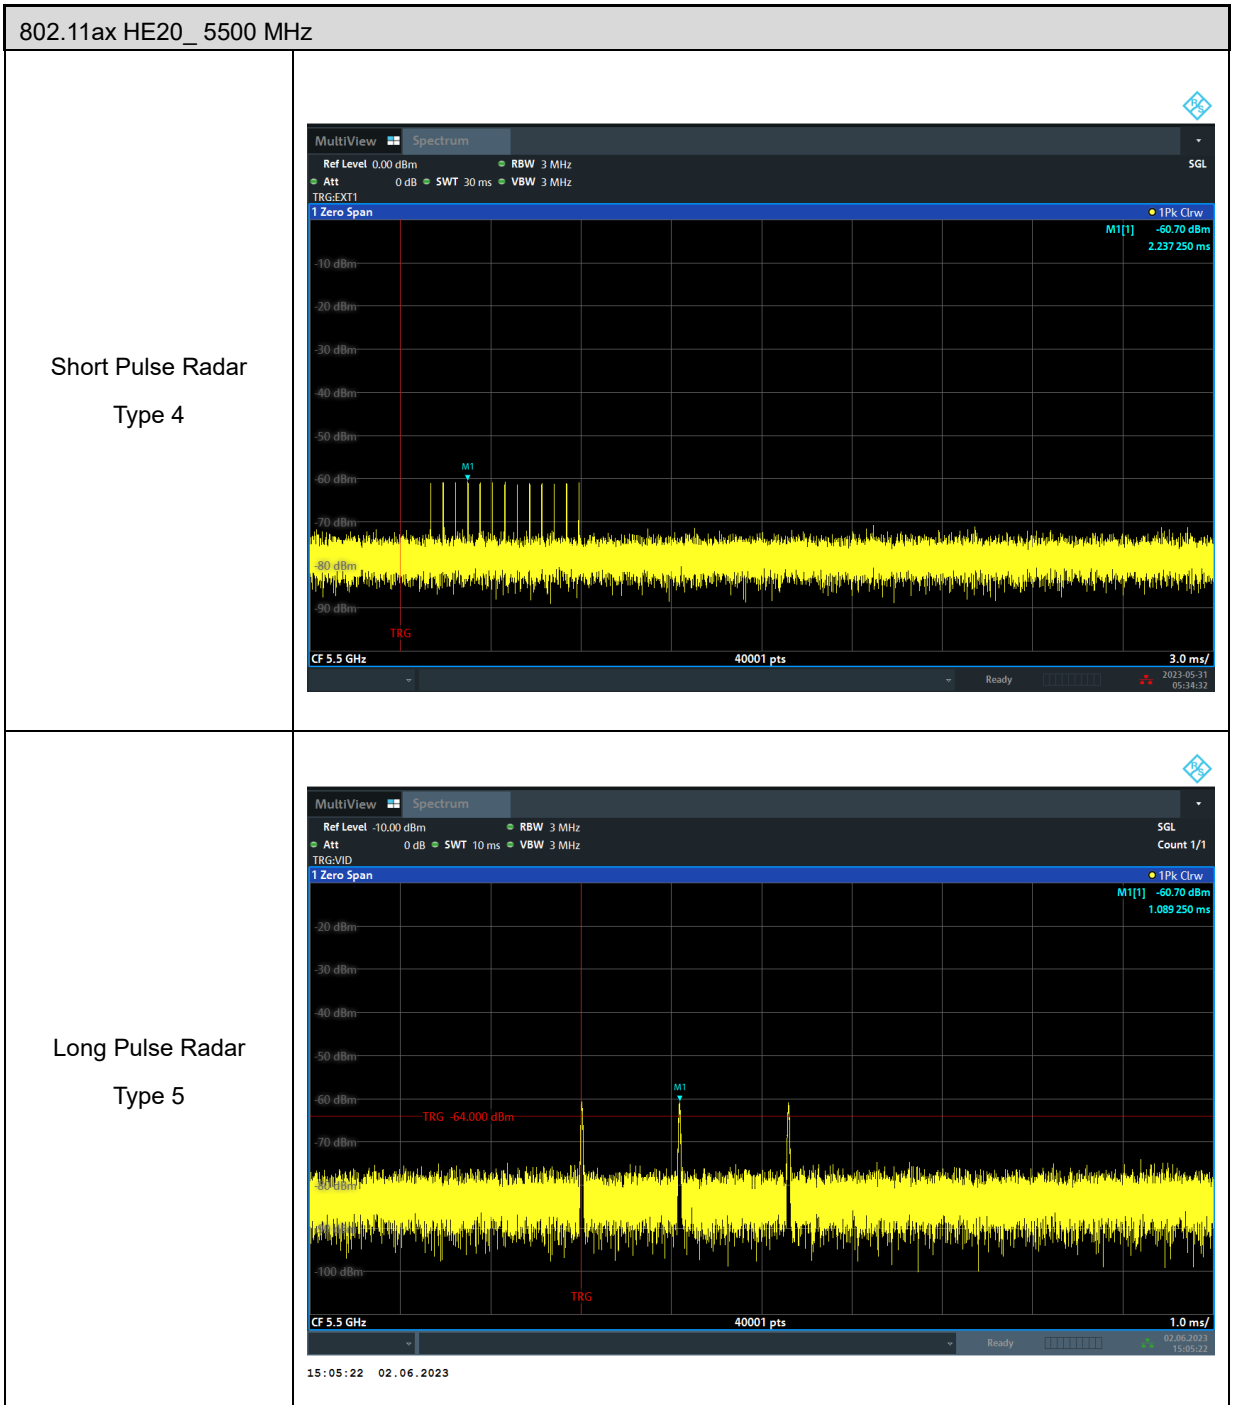 802.11ax HE20_ 5500 MHz
Short Pulse Radar
Type 4
R S
MultiView Spectrum
Ref Level 0.00 dBm RBW 3 MHz SGL
Att 0 dB SWT 30 ms VBW 3 MHz
TRG:EXT1
1 Zero Span 1Pk Clrw
M1[1] -60.70 dBm
2.237 250 ms
-10 dBm
-20 dBm
-30 dBm
-40 dBm
-50 dBm
M1
-60 dBm
-70 dBm
-80 dBm
-90 dBm
TRG
CF 5.5 GHz 40001 pts 3.0 ms/
Ready 2023-05-31
05:34:32
Long Pulse Radar
Type 5
R S
MultiView Spectrum
Ref Level -10.00 dBm RBW 3 MHz SGL
Att 0 dB SWT 10 ms VBW 3 MHz Count 1/1
TRG:VID
1 Zero Span 1Pk Clrw
M1[1] -60.70 dBm
1.089 250 ms
-20 dBm
-30 dBm
-40 dBm
-50 dBm
M1
-60 dBm
TRG -64.000 dBm
-70 dBm
-80 dBm
-90 dBm
-100 dBm
TRG
CF 5.5 GHz 40001 pts 1.0 ms/
Ready 02.06.2023
15:05:22
15:05:22 02.06.2023